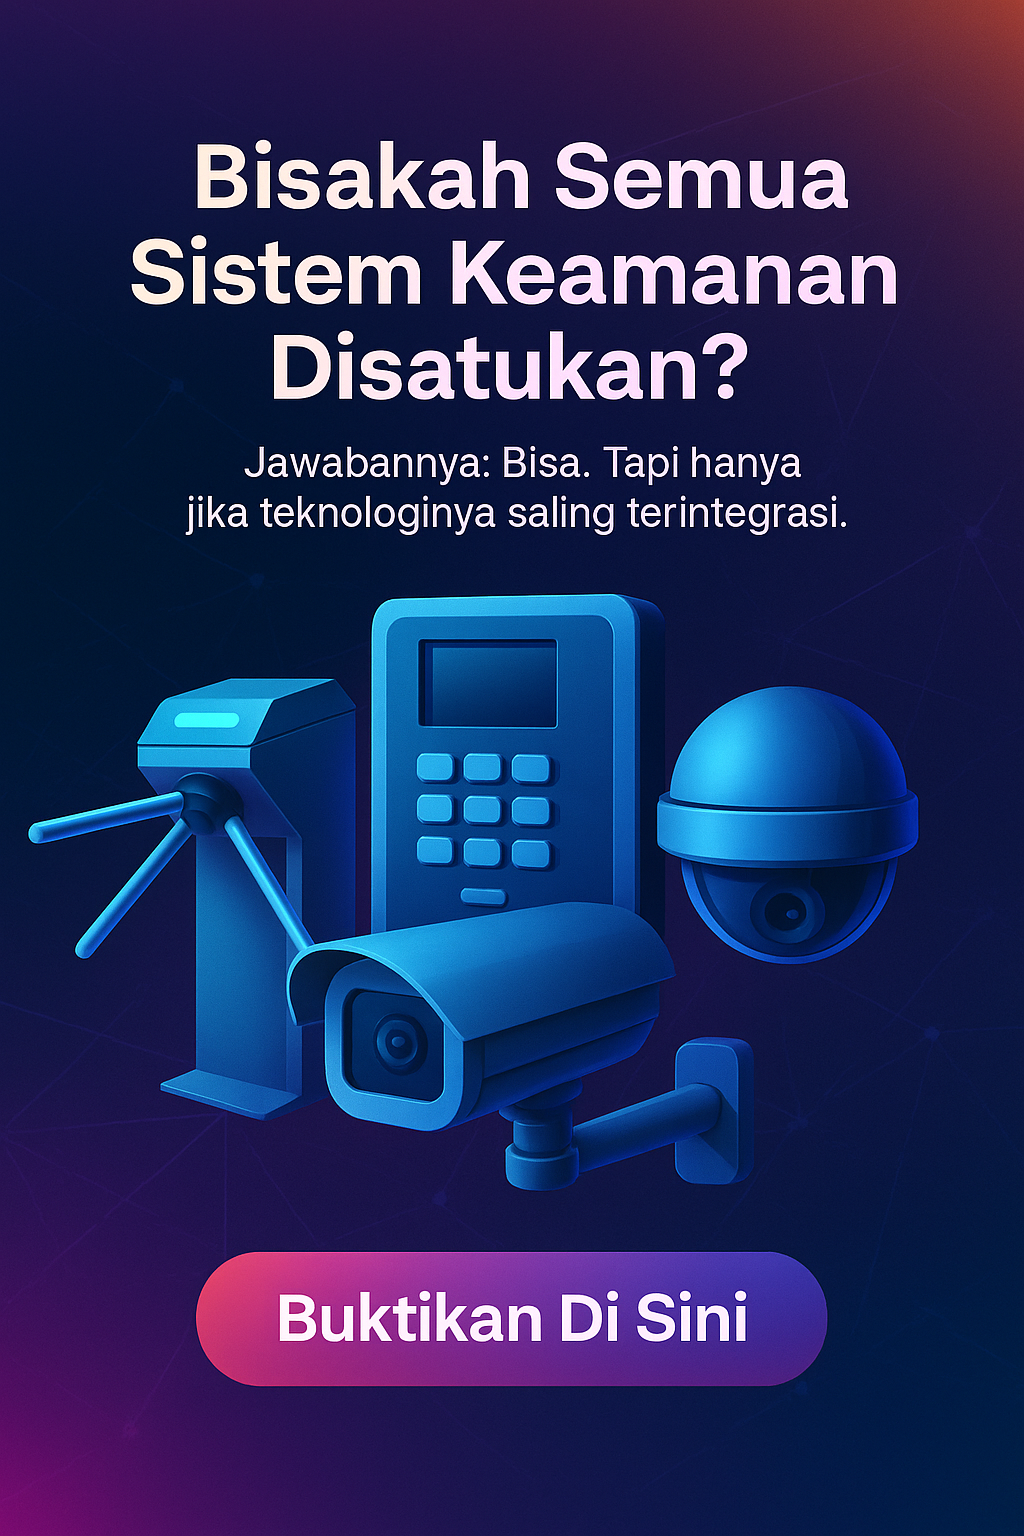 Bisakah Semua
Sistem Keamanan
Disatukan?
Jawabannya: Bisa. Tapi hanya
jika teknologinya saling terintegrasi.
Buktikan Di Sini